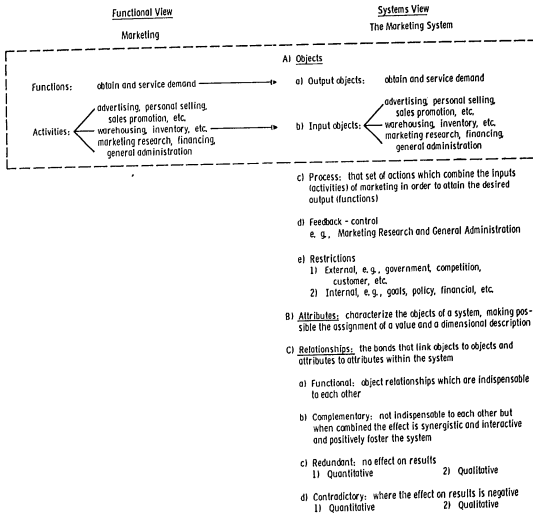 Functional View
Systems View
Marketing
The Marketing System
A) Objects
Functions: obtain and service demand
a) Output objects: obtain and service demand
Activities:
advertising, personal selling,
sales promotion, etc.
warehousing, inventory, etc.
marketing research, financing,
general administration
b) Input objects:
advertising, personal selling,
sales promotion, etc.
warehousing, inventory, etc.
marketing research, financing,
general administration
c) Process: that set of actions which combine the inputs
(activities) of marketing in order to attain the desired
output (functions)
d) Feedback - control
e. g., Marketing Research and General Administration
e) Restrictions
1) External, e. g., government, competition,
customer, etc.
2) Internal, e. g., goals, policy, financial, etc.
B) Attributes: characterize the objects of a system, making pos-
sible the assignment of a value and a dimensional description
C) Relationships: the bonds that link objects to objects and
attributes to attributes within the system
a) Functional: object relationships which are indispensable
to each other
b) Complementary: not indispensable to each other but
when combined the effect is synergistic and interactive
and positively foster the system
c) Redundant: no effect on results
1) Quantitative 2) Qualitative
d) Contradictory: where the effect on results is negative
1) Quantitative 2) Qualitative